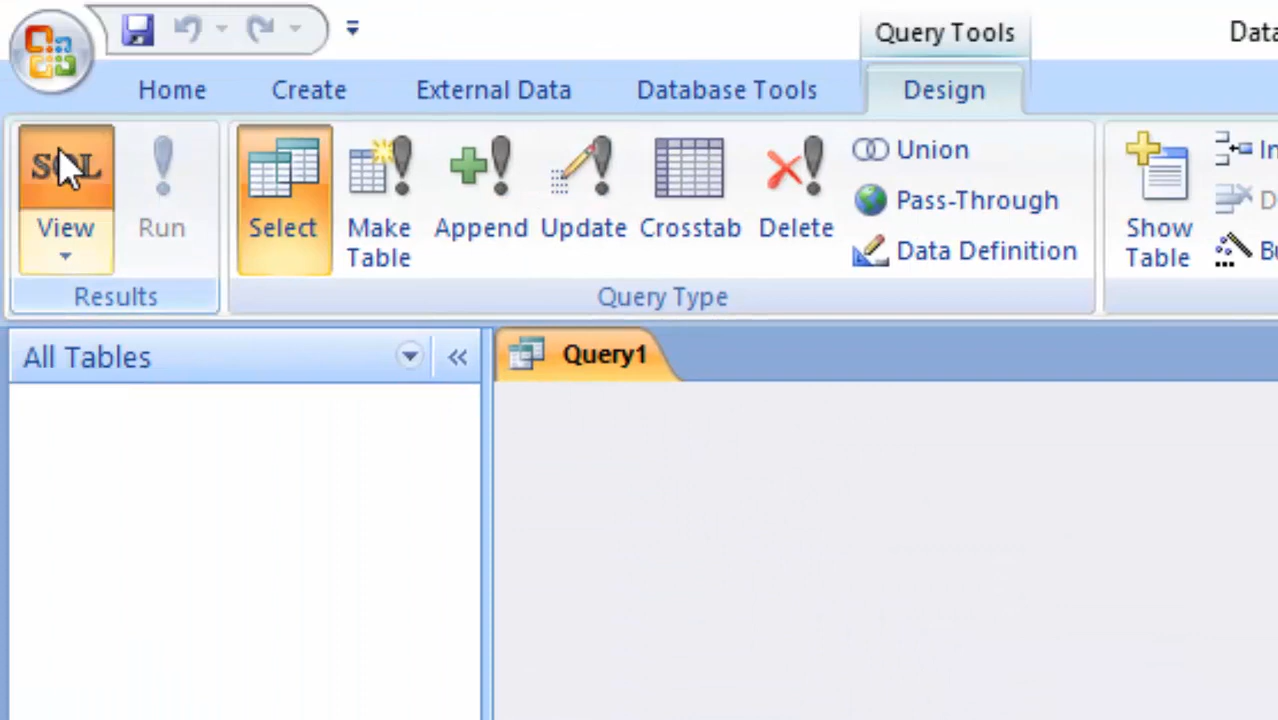 Query Tools
Home
Create
External Data
Database Tools
Design
SQL
View
Run
Results
Select
Make Table
Append
Update
Crosstab
Delete
Union
Pass-Through
Data Definition
Query Type
Show Table
All Tables
Query1